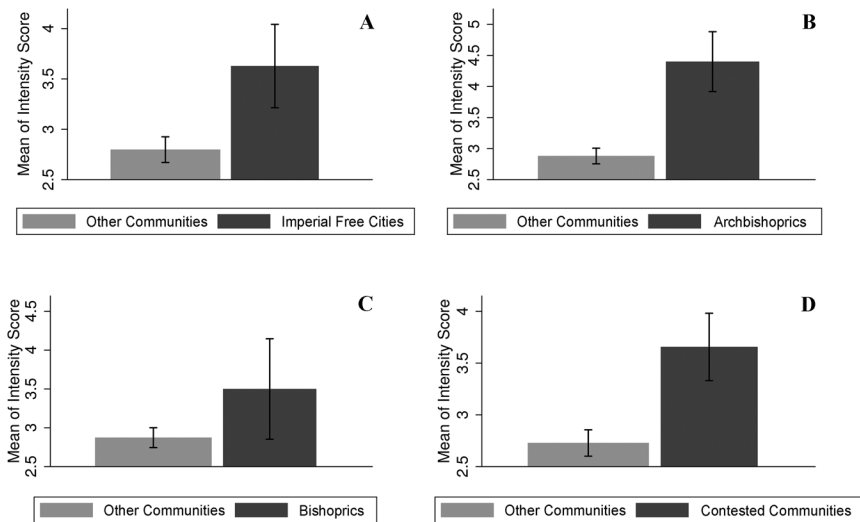 A
Mean of Intensity Score
4
3.5
3
2.5
Other Communities Imperial Free Cities
B
Mean of Intensity Score
5
4.5
4
3.5
3
2.5
Other Communities Archbishoprics
C
Mean of Intensity Score
4.5
4
3.5
3
2.5
Other Communities Bishoprics
D
Mean of Intensity Score
4
3.5
3
2.5
Other Communities Contested Communities